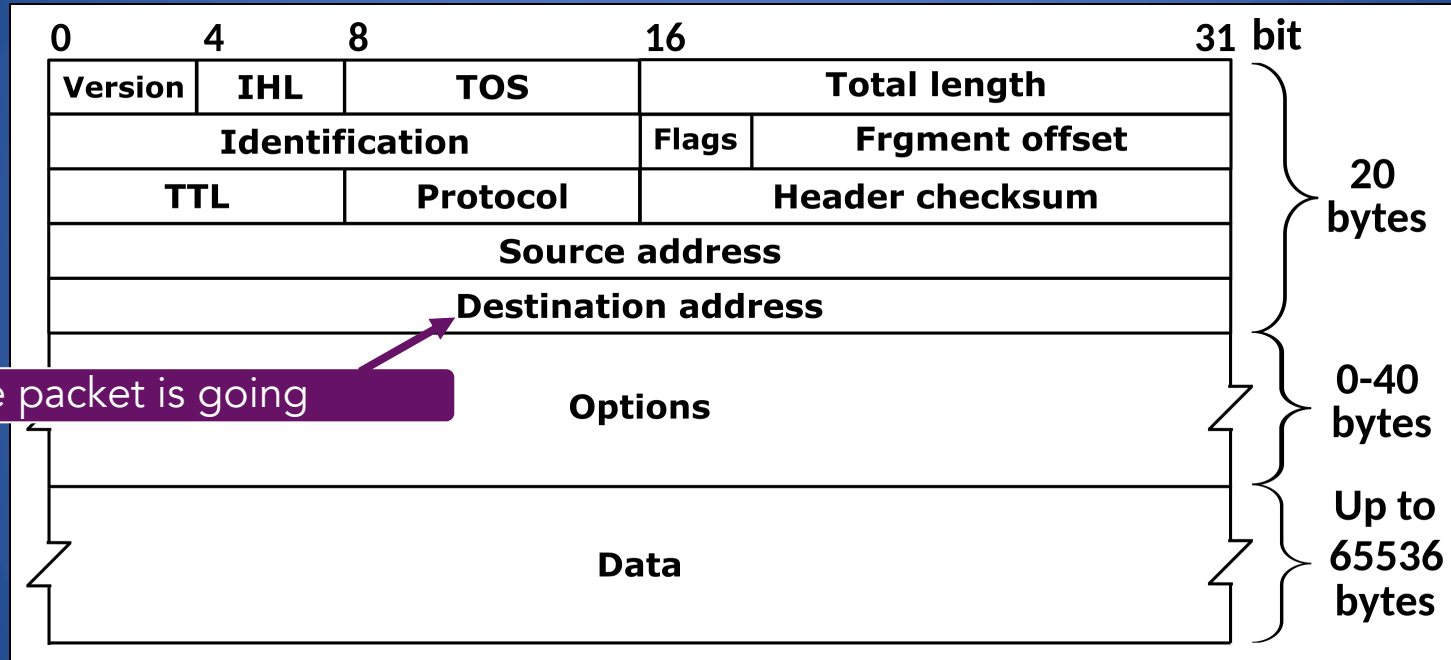 0 4 8 16 31 bit
Version IHL TOS Total length
Identification Flags Frgment offset
TTL Protocol Header checksum
Source address
Destination address
20
bytes
packet is going
Options
0-40
bytes
Data
Up to
65536
bytes